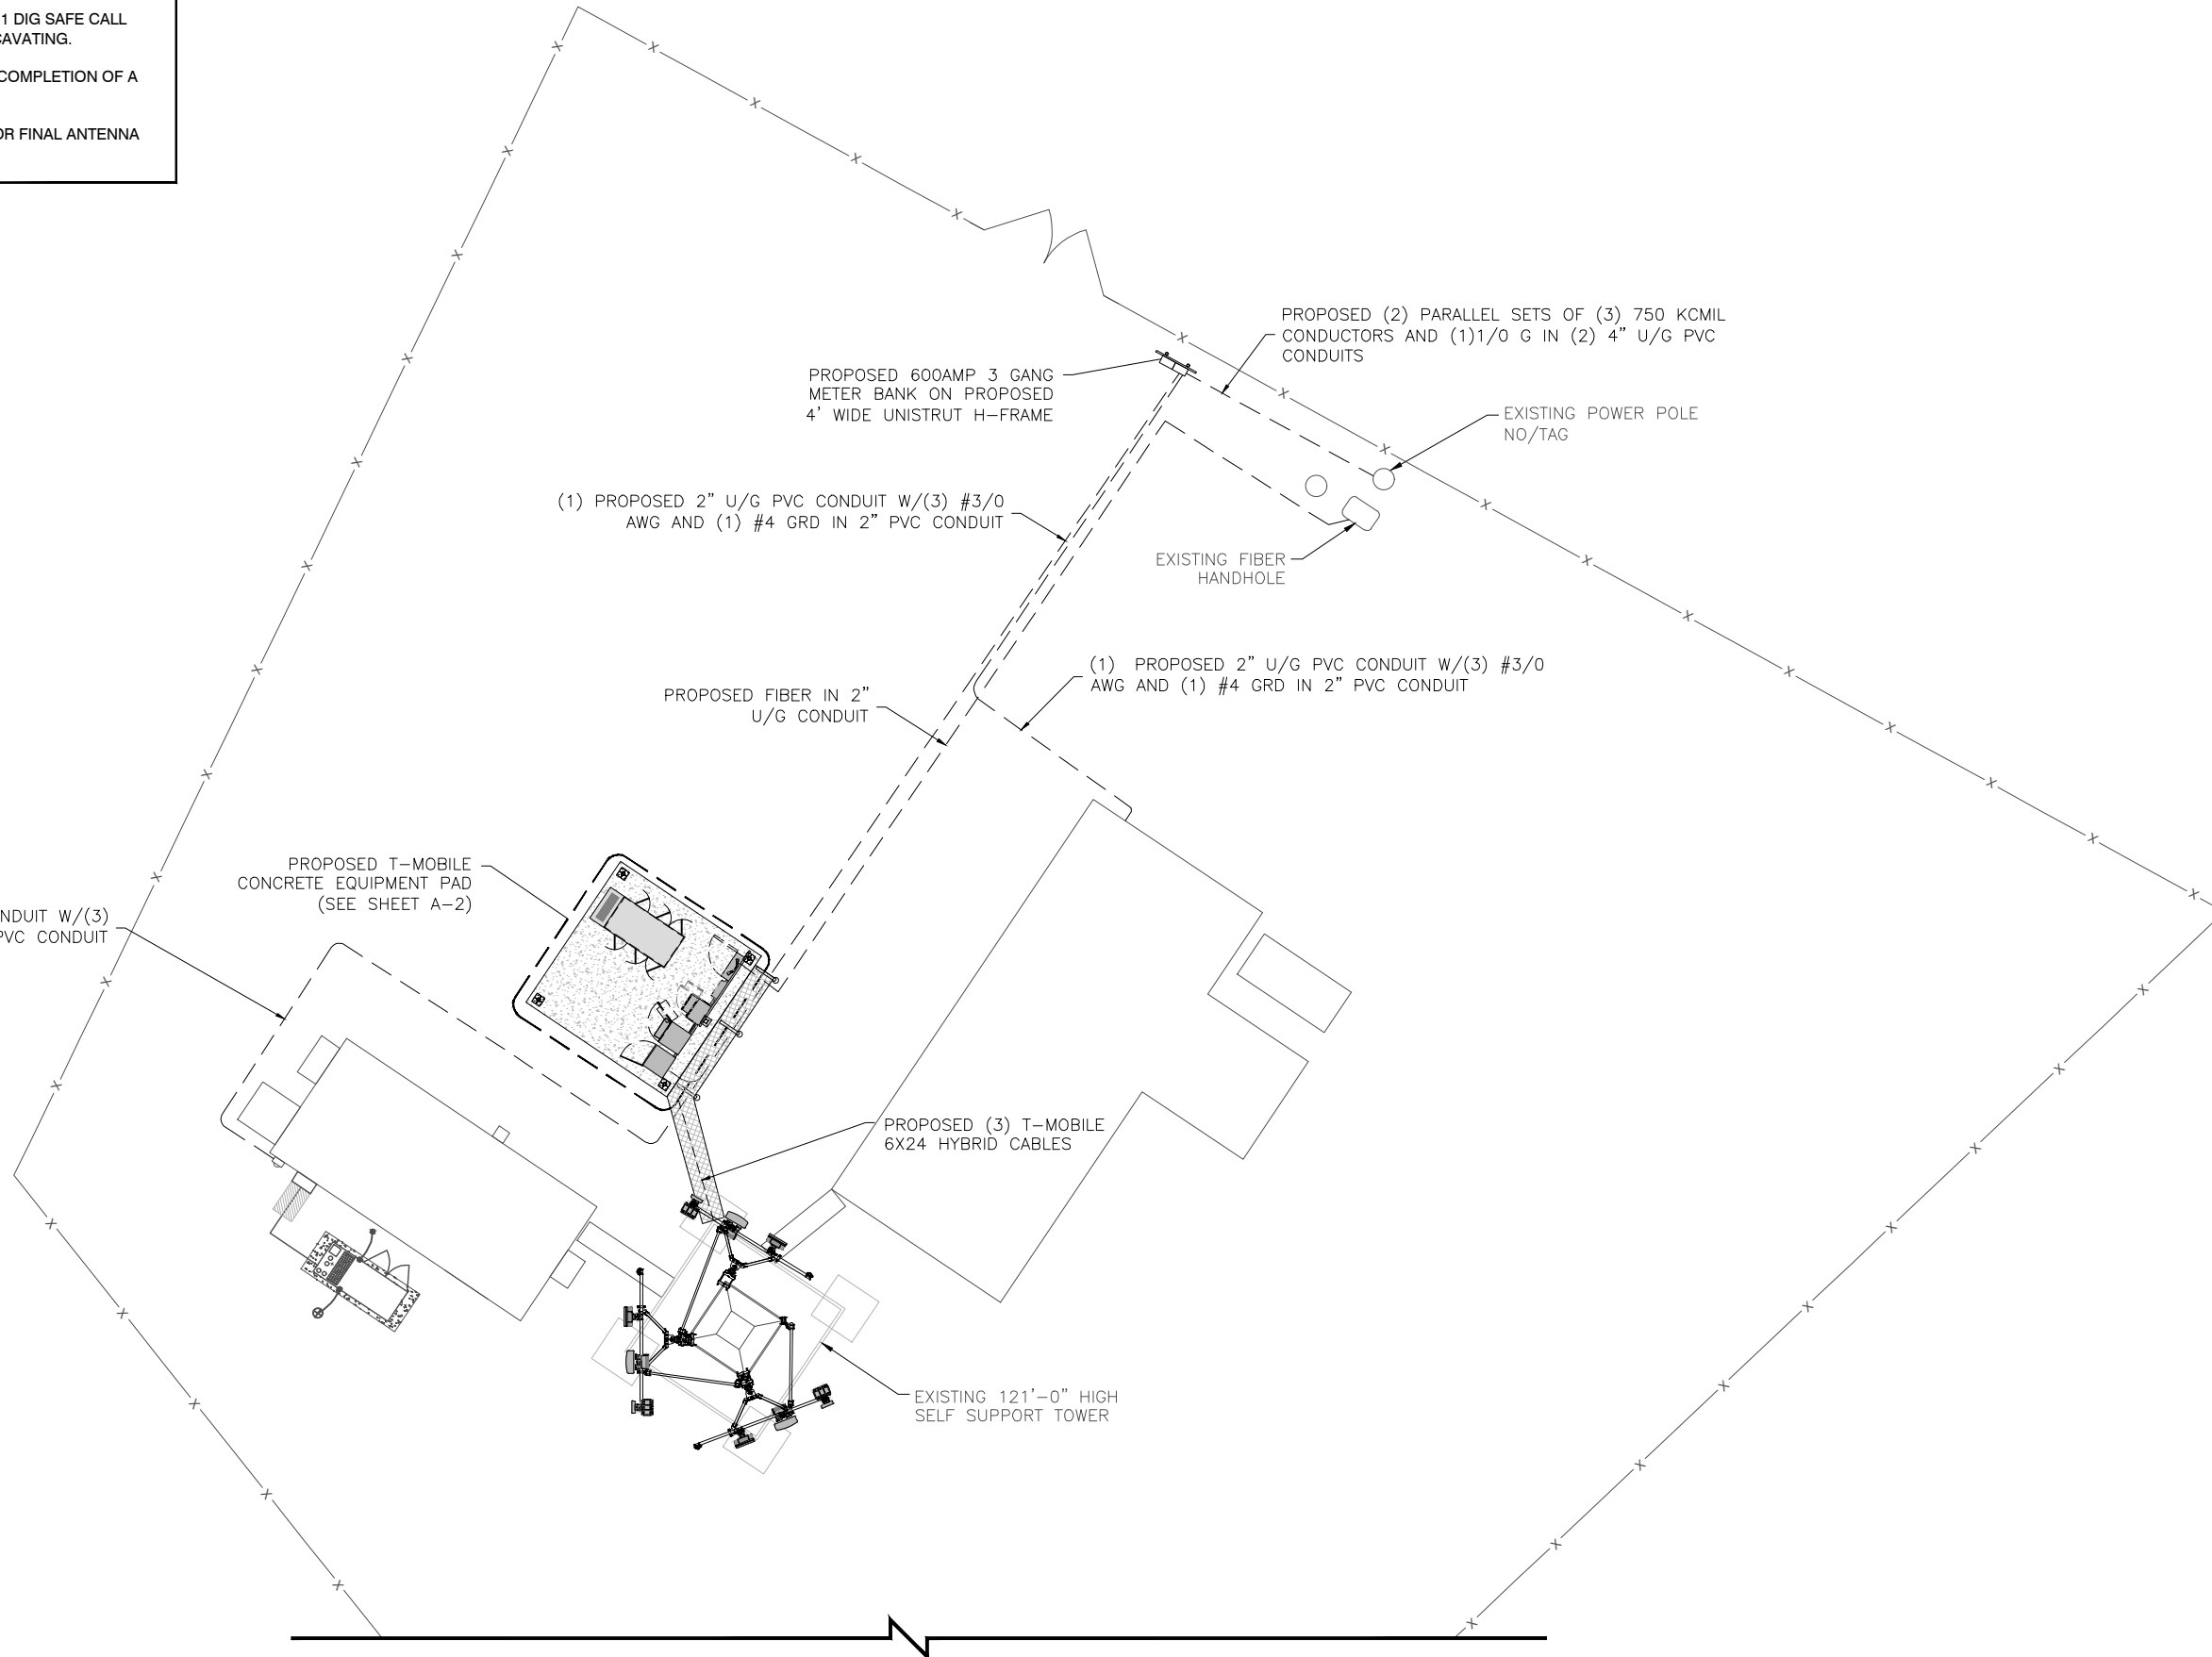 1 DIG SAFE CALL
CAVATING.
COMPLETION OF A
OR FINAL ANTENNA
PROPOSED (2) PARALLEL SETS OF (3) 750 KCMIL
CONDUCTORS AND (1)1/0 G IN (2) 4" U/G PVC
CONDUITS
PROPOSED 600AMP 3 GANG
METER BANK ON PROPOSED
4' WIDE UNISTRUT H-FRAME
EXISTING POWER POLE
NO/TAG
(1) PROPOSED 2" U/G PVC CONDUIT W/(3) #3/0
AWG AND (1) #4 GRD IN 2" PVC CONDUIT
EXISTING FIBER
HANDHOLE
(1) PROPOSED 2" U/G PVC CONDUIT W/(3) #3/0
AWG AND (1) #4 GRD IN 2" PVC CONDUIT
PROPOSED FIBER IN 2"
U/G CONDUIT
PROPOSED T-MOBILE
CONCRETE EQUIPMENT PAD
(SEE SHEET A-2)
NDUIT W/(3)
PVC CONDUIT
PROPOSED (3) T-MOBILE
6X24 HYBRID CABLES
EXISTING 121'-0" HIGH
SELF SUPPORT TOWER